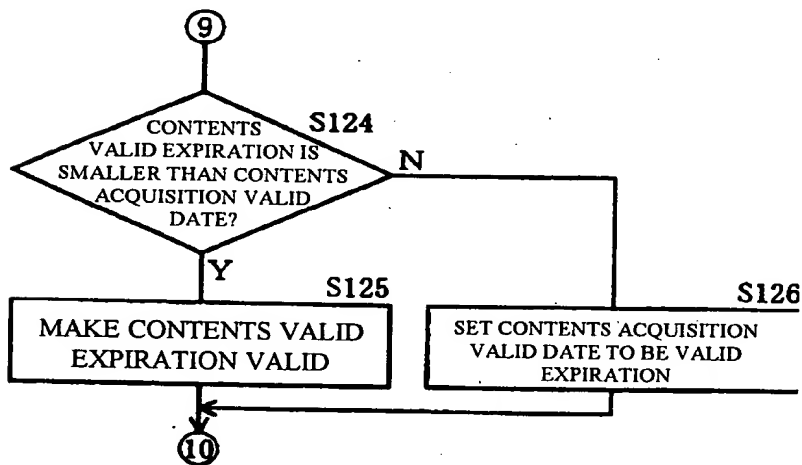 9
S124
CONTENTS
VALID EXPIRATION IS
SMALLER THAN CONTENTS
ACQUISITION VALID
DATE?
N
Y
S125
MAKE CONTENTS VALID
EXPIRATION VALID
S126
SET CONTENTS ACQUISITION
VALID DATE TO BE VALID
EXPIRATION
10